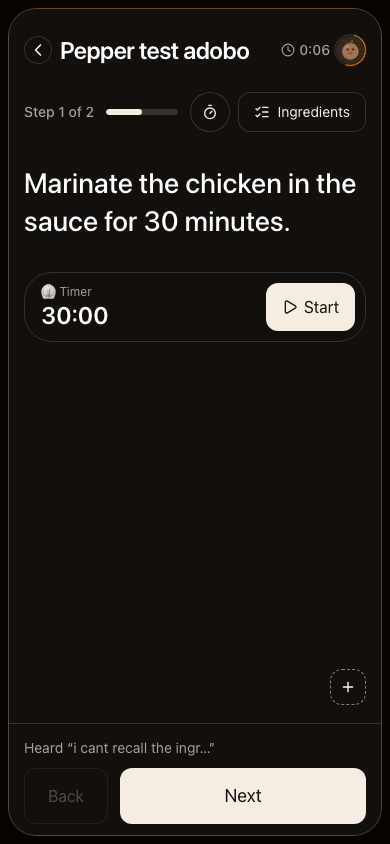 Pepper test adobo
0:06
Step 1 of 2
Ingredients
Marinate the chicken in the
sauce for 30 minutes.
Timer
30:00
Start
Heard “i cant recall the ingr...”
Back
Next